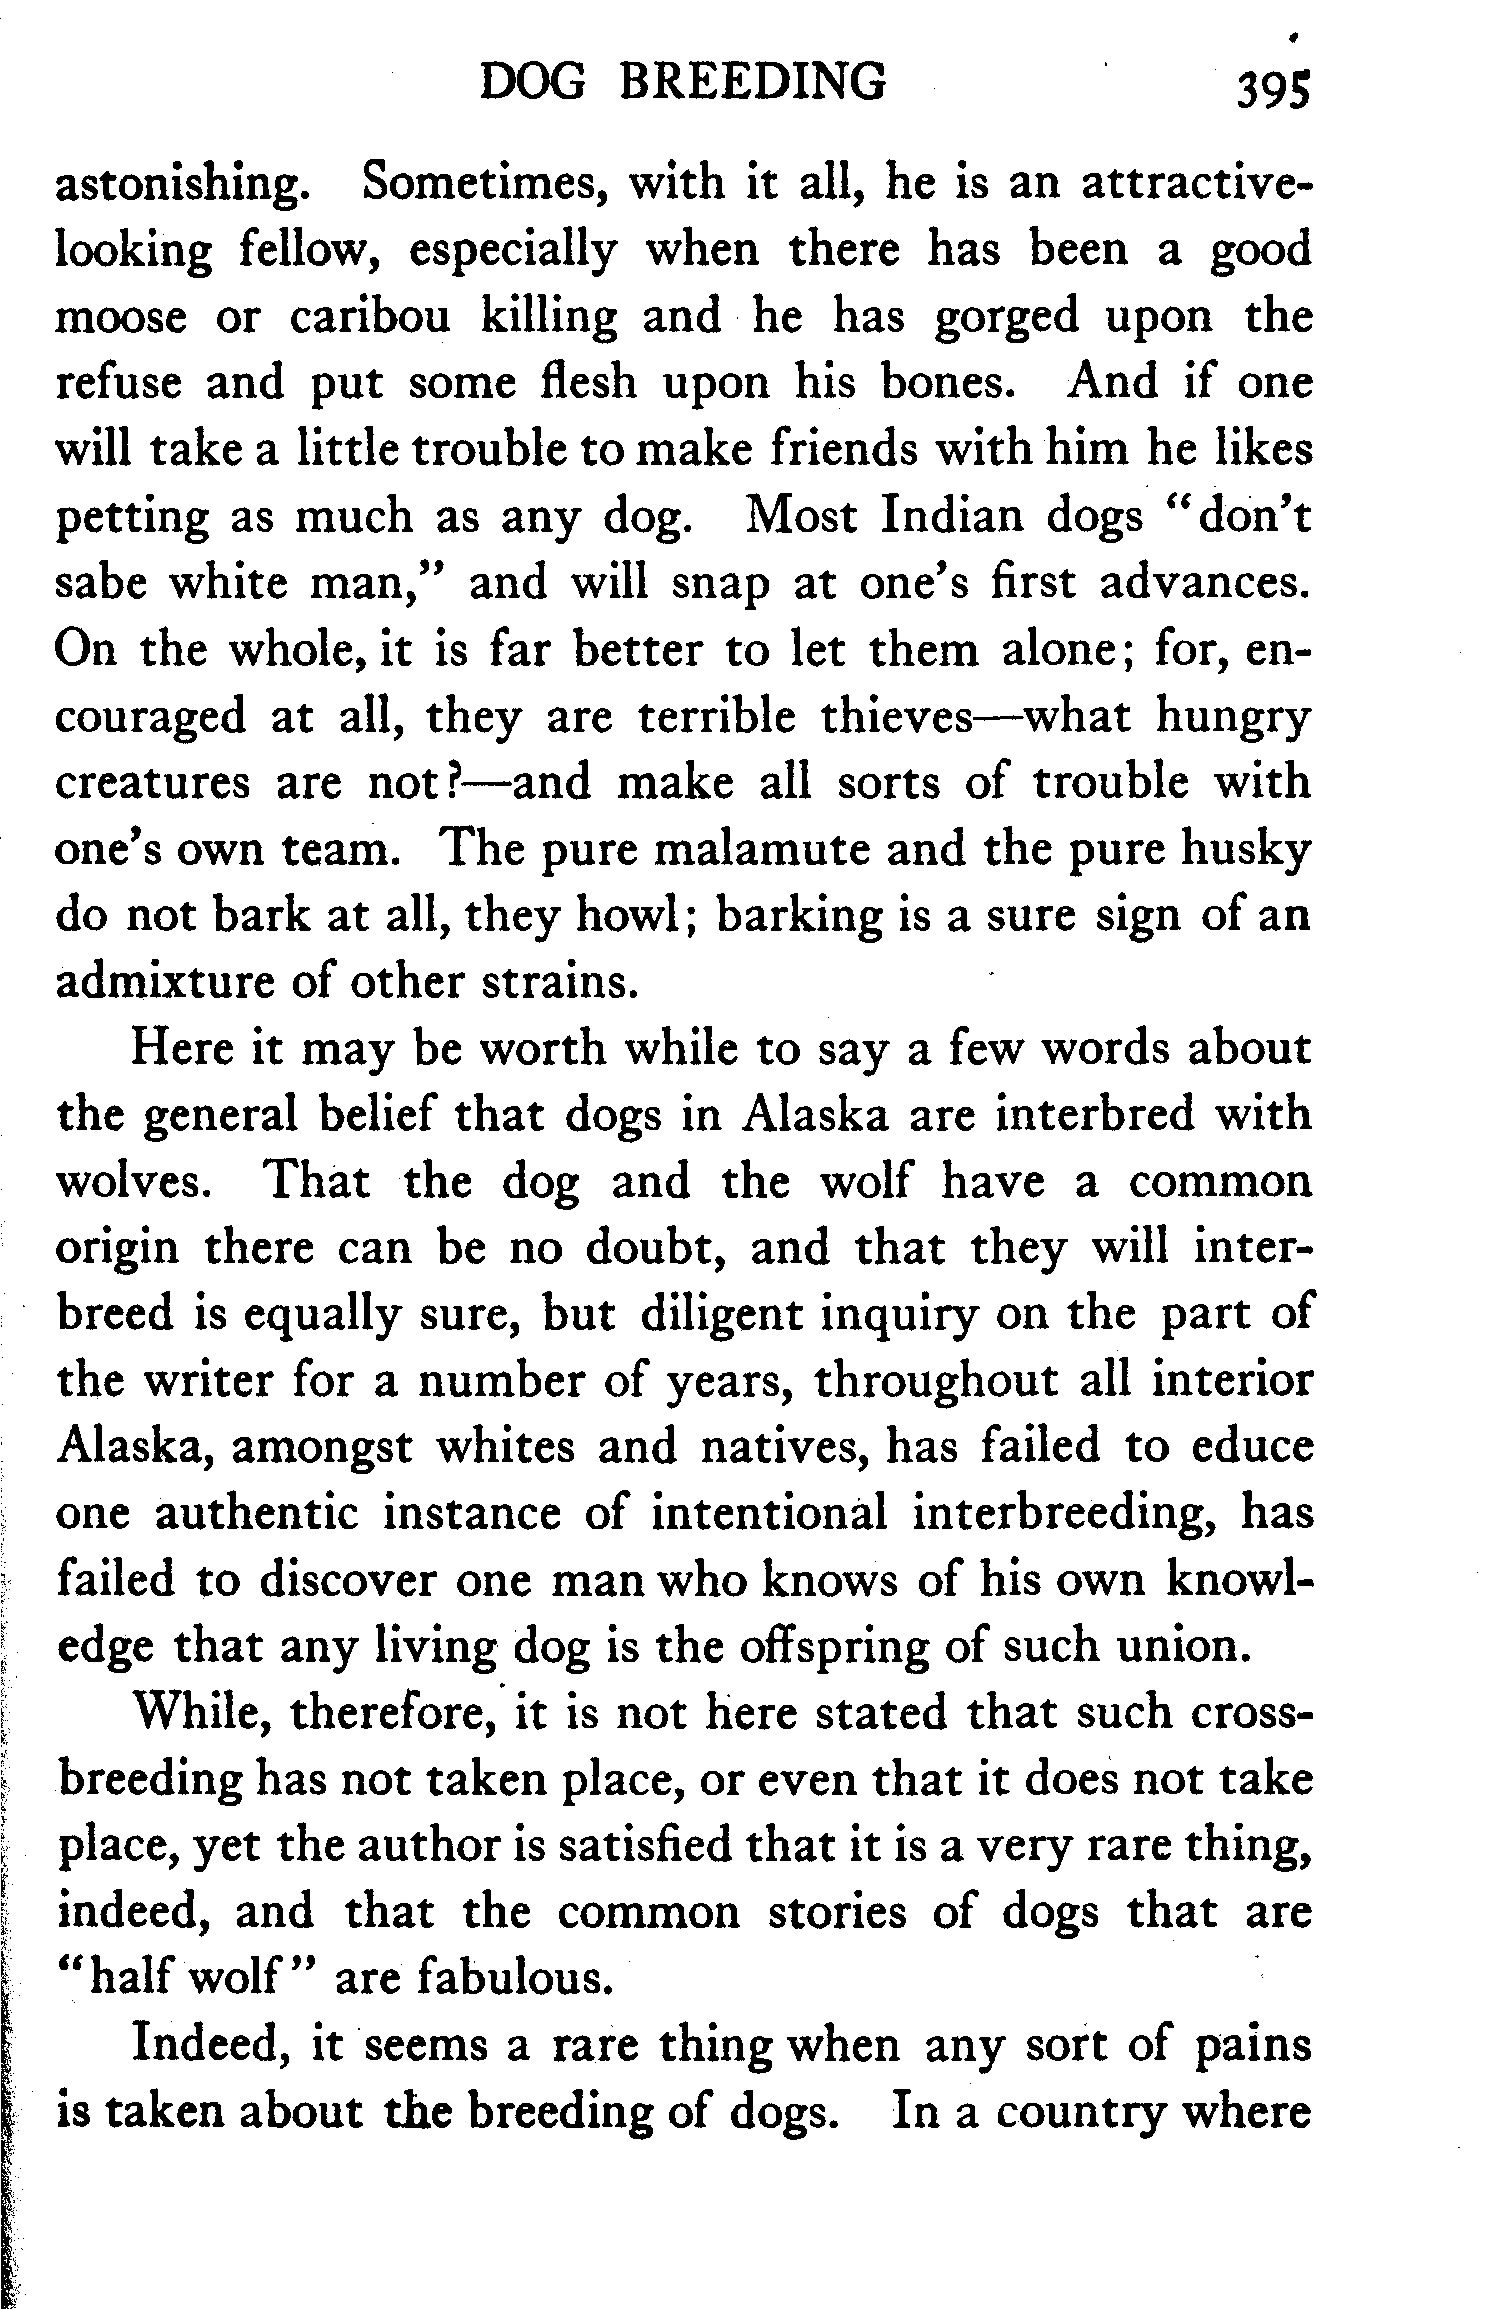 DOG BREEDING 395
astonishing. Sometimes, with it all, he is an attractive-
looking fellow, especially when there has been a good
moose or caribou killing and he has gorged upon the
refuse and put some flesh upon his bones. And if one
will take a little trouble to make friends with him he likes
petting as much as any dog. Most Indian dogs “don’t
sabe white man,” and will snap at one’s first advances.
On the whole, it is far better to let them alone; for, en-
couraged at all, they are terrible thieves—what hungry
creatures are not?—and make all sorts of trouble with
one’s own team. The pure malamute and the pure husky
do not bark at all, they howl; barking is a sure sign of an
admixture of other strains.
Here it may be worth while to say a few words about
the general belief that dogs in Alaska are interbred with
wolves. That the dog and the wolf have a common
origin there can be no doubt, and that they will inter-
breed is equally sure, but diligent inquiry on the part of
the writer for a number of years, throughout all interior
Alaska, amongst whites and natives, has failed to educe
one authentic instance of intentional interbreeding, has
failed to discover one man who knows of his own knowl-
edge that any living dog is the offspring of such union.
While, therefore, it is not here stated that such cross-
breeding has not taken place, or even that it does not take
place, yet the author is satisfied that it is a very rare thing,
indeed, and that the common stories of dogs that are
“half wolf” are fabulous.
Indeed, it seems a rare thing when any sort of pains
is taken about the breeding of dogs. In a country where